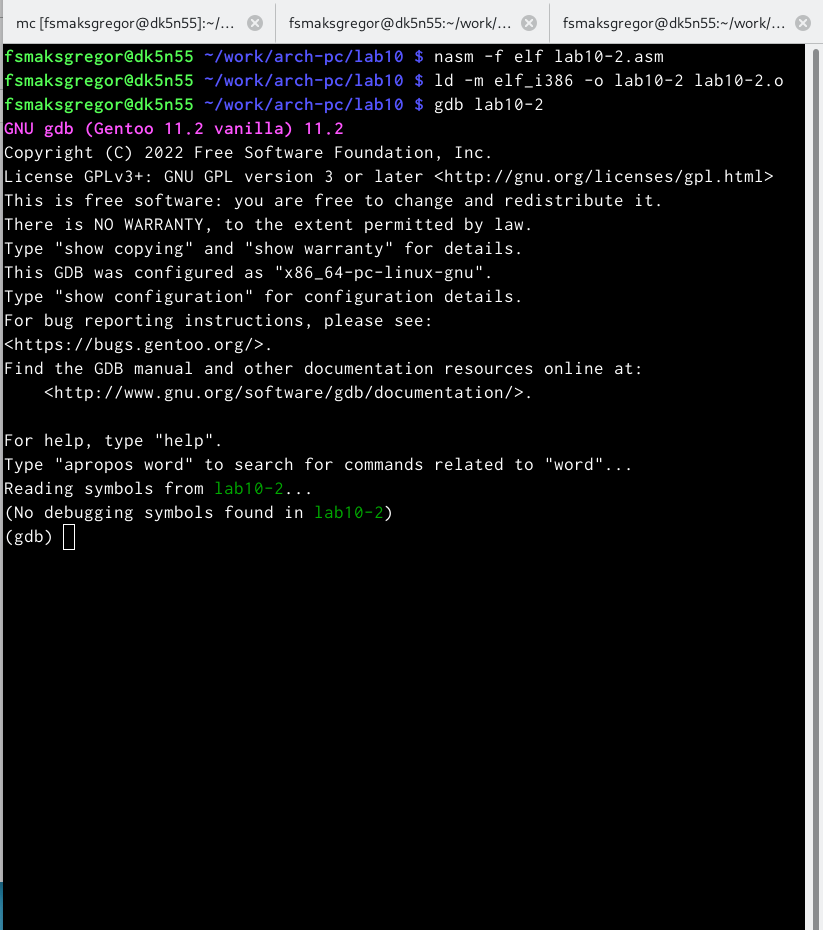 mc [fsmaksgregor@dk5n55]:~/...
fsmaksgregor@dk5n55:~/work/...
fsmaksgregor@dk5n55:~/work/...
fsmaksgregor@dk5n55 ~/work/arch-pc/lab10 $ nasm -f elf lab10-2.asm
fsmaksgregor@dk5n55 ~/work/arch-pc/lab10 $ ld -m elf_i386 -o lab10-2 lab10-2.o
fsmaksgregor@dk5n55 ~/work/arch-pc/lab10 $ gdb lab10-2
GNU gdb (Gentoo 11.2 vanilla) 11.2
Copyright (C) 2022 Free Software Foundation, Inc.
License GPLv3+: GNU GPL version 3 or later <http://gnu.org/licenses/gpl.html>
This is free software: you are free to change and redistribute it.
There is NO WARRANTY, to the extent permitted by law.
Type "show copying" and "show warranty" for details.
This GDB was configured as "x86_64-pc-linux-gnu".
Type "show configuration" for configuration details.
For bug reporting instructions, please see:
<https://bugs.gentoo.org/>.
Find the GDB manual and other documentation resources online at:
    <http://www.gnu.org/software/gdb/documentation/>.

For help, type "help".
Type "apropos word" to search for commands related to "word"...
Reading symbols from lab10-2...
(No debugging symbols found in lab10-2)
(gdb)